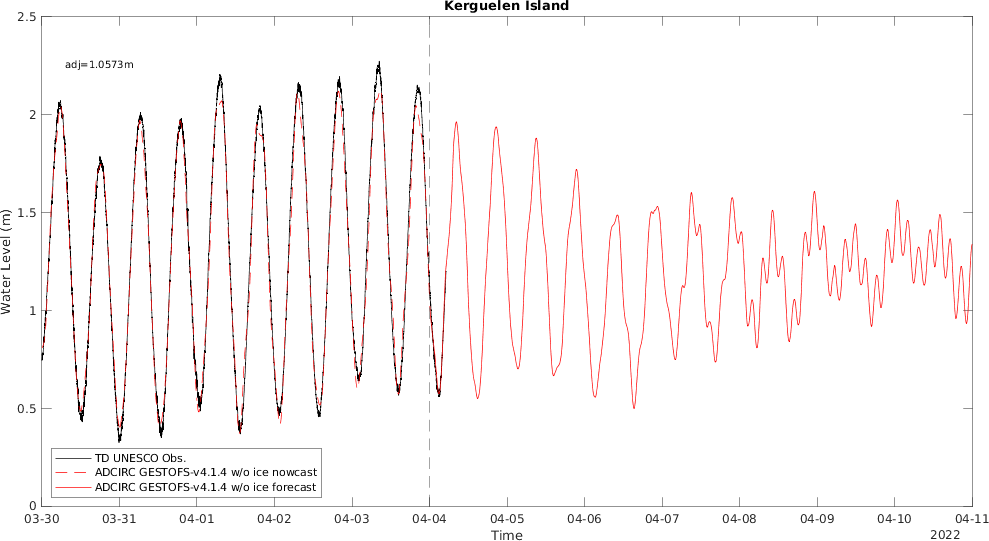 Kerguelen Island
2.5
adj=1.0573m
2
1.5
1
0.5
0
Water Level (m)
TD UNESCO Obs.
ADCIRC GESTOFS-v4.1.4 w/o ice nowcast
ADCIRC GESTOFS-v4.1.4 w/o ice forecast
03-30 03-31 04-01 04-02 04-03 04-04 04-05 04-06 04-07 04-08 04-09 04-10 04-11
Time
2022